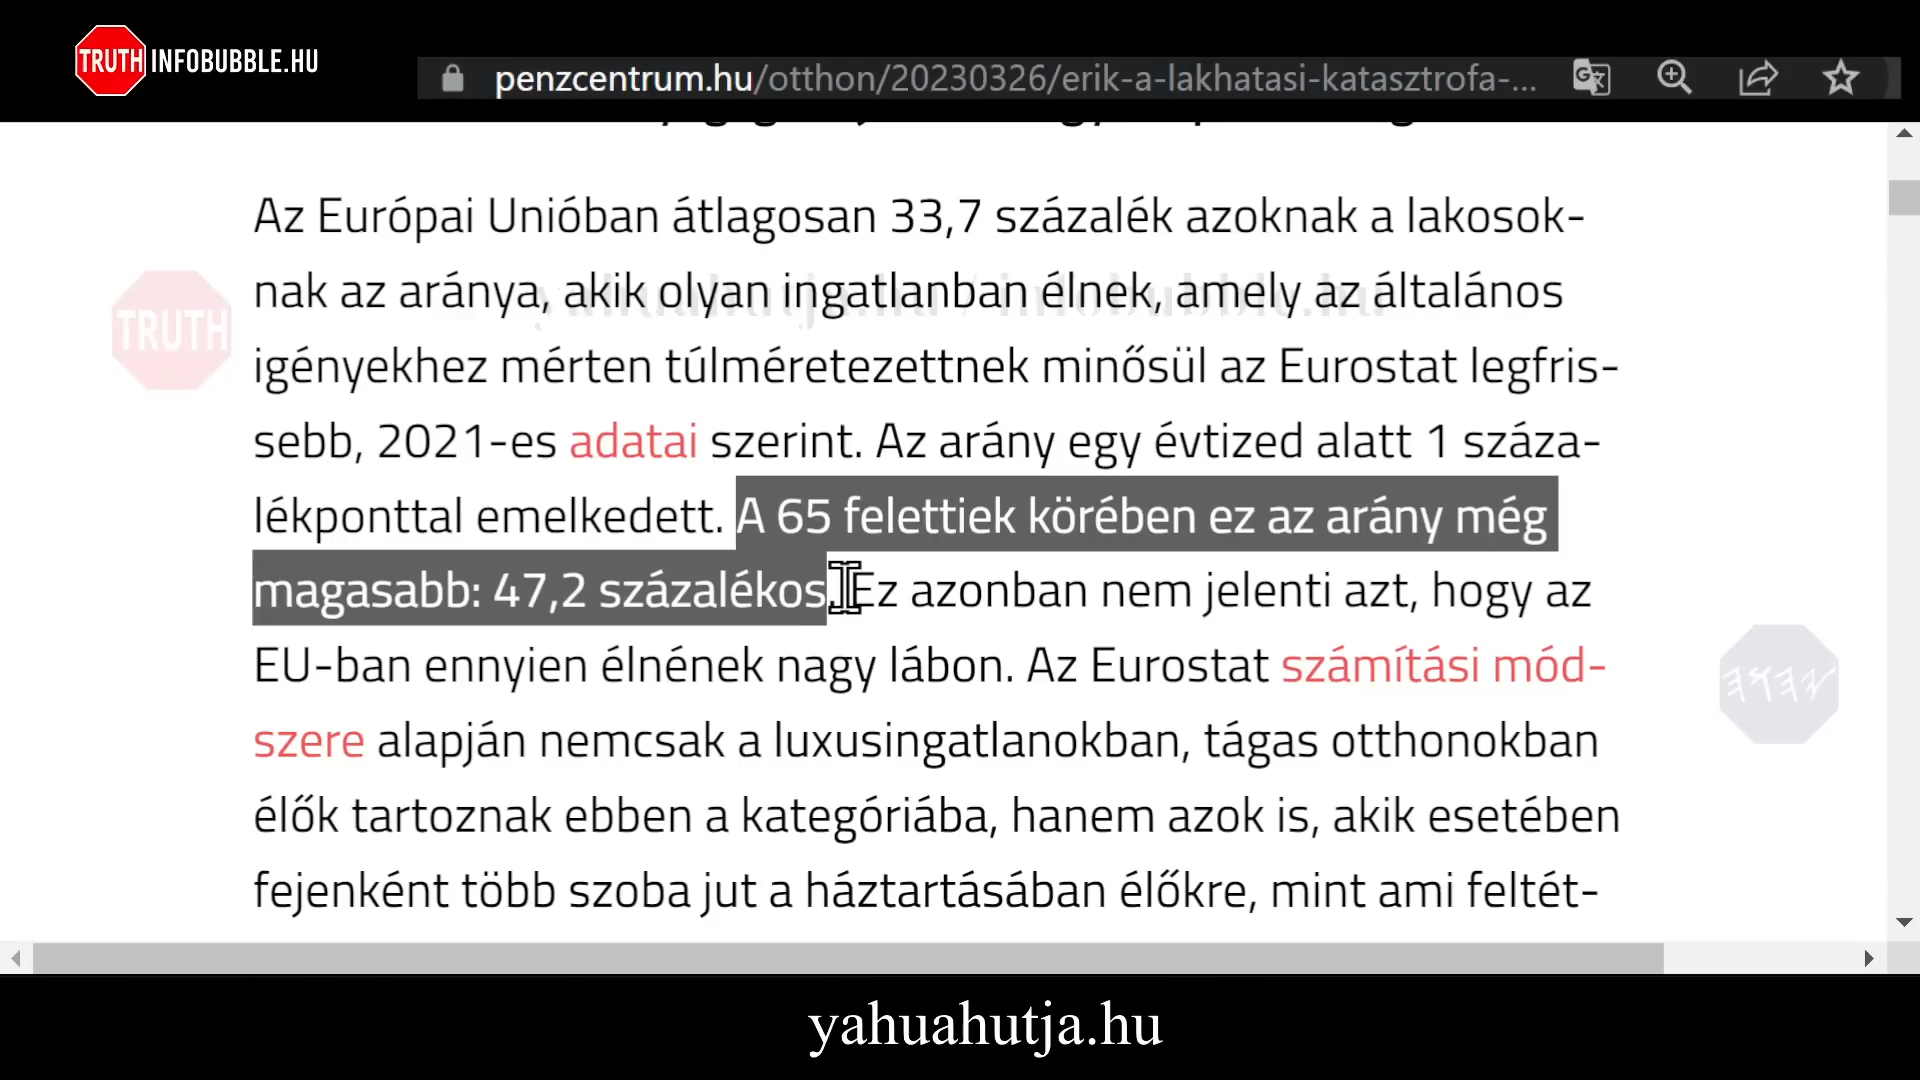 TRUTH INFOBUBBLE.HU
penzcentrum.hu/otthon/20230326/erik-a-lakhatasi-katasztrofa-...
Az Európai Unióban átlagosan 33,7 százalék azoknak a lakosok-
nak az aránya, akik olyan ingatlanban élnek, amely az általános
yahuahutja.hu / infobubble.hu
TRUTH
igényekhez mérten túlméretezettnek minősül az Eurostat legfris-
sebb, 2021-es adatai szerint. Az arány egy évtized alatt 1 száza-
lékponttal emelkedett. A 65 felettiek körében ez az arány még
magasabb: 47,2 százalékos. Ez azonban nem jelenti azt, hogy az
EU-ban ennyien élnének nagy lábon. Az Eurostat számítási mód-
szere alapján nemcsak a luxusingatlanokban, tágas otthonokban
élők tartoznak ebben a kategóriába, hanem azok is, akik esetében
fejenként több szoba jut a háztartásában élőkre, mint ami feltét-
yahuahutja.hu